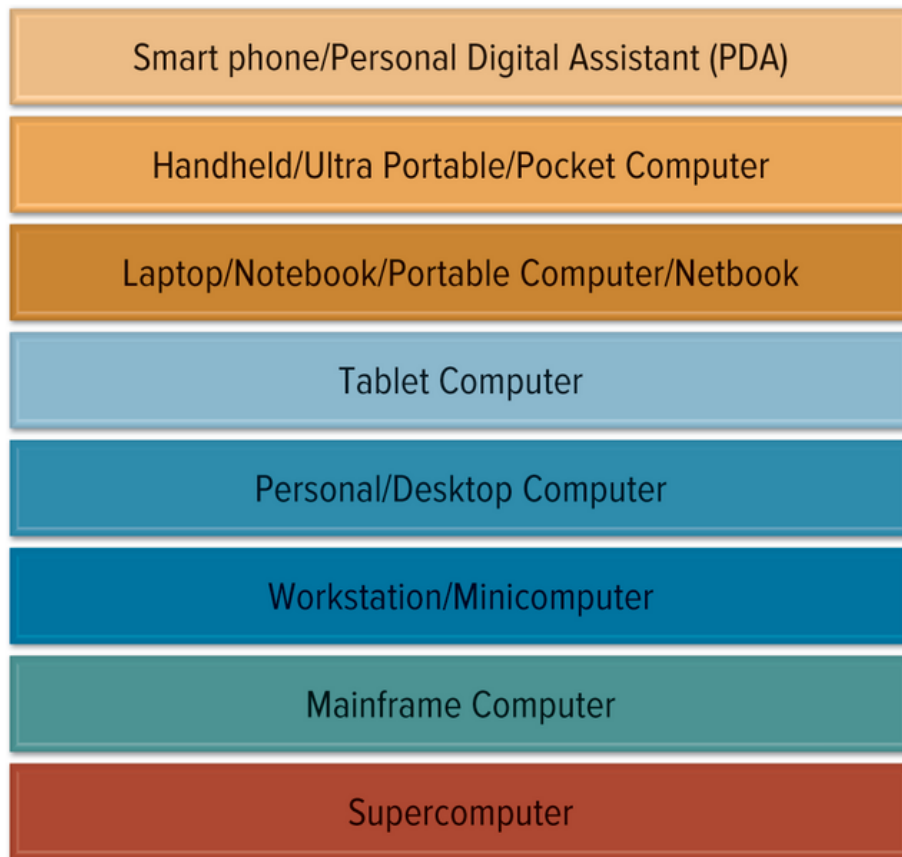 Smart phone/Personal Digital Assistant (PDA)
Handheld/Ultra Portable/Pocket Computer
Laptop/Notebook/Portable Computer/Netbook
Tablet Computer
Personal/Desktop Computer
Workstation/Minicomputer
Mainframe Computer
Supercomputer